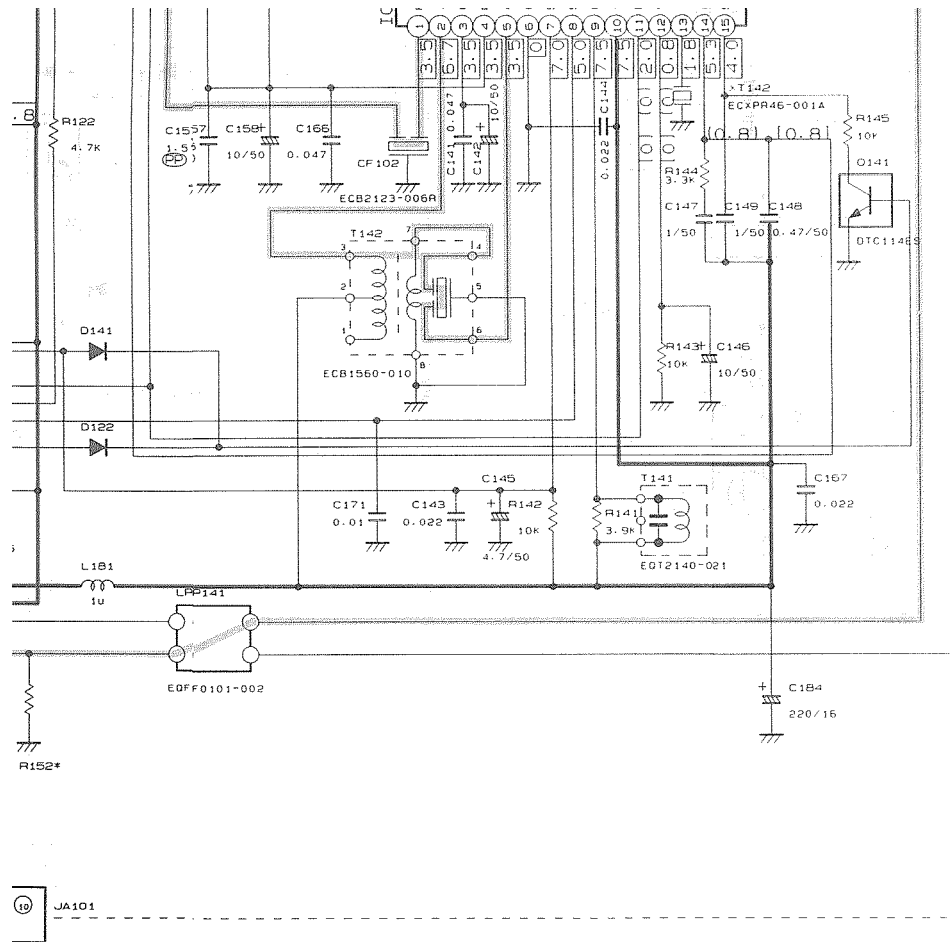 IC
1 2 3 4 5 6 7 8 9 10 11 12 13 14 15
3.5 6.7 3.5 3.5 3.5 0 7.0 5.0 7.5 7.5 2.0 0.8 1.8 5.3 4.0
(0) (0)
(0) (0)
.8
R122
4.7K
C158+
10/50
C166
0.047
PP
CF102
ECB2123-006A
C141 0.047
C142 10/50
+
C144
0.022
XT142
ECXPR46-001A
(0.8) (0.8)
R145
10K
Q141
DTC114ES
R144
3.3K
C147
1/50
C149
1/50
C148
0.47/50
T142
3
2
1
7
8
4
5
6
ECB1560-010
D141
R143
10K
+ C146
10/50
D122
C171
0.01
C143
0.022
C145
+
4.7/50
R142
10K
R141
3.9K
T141
EQT2140-021
C167
0.022
L181
1u
LPP141
EQFF0101-002
+ C184
220/16
R152*
10
JA101